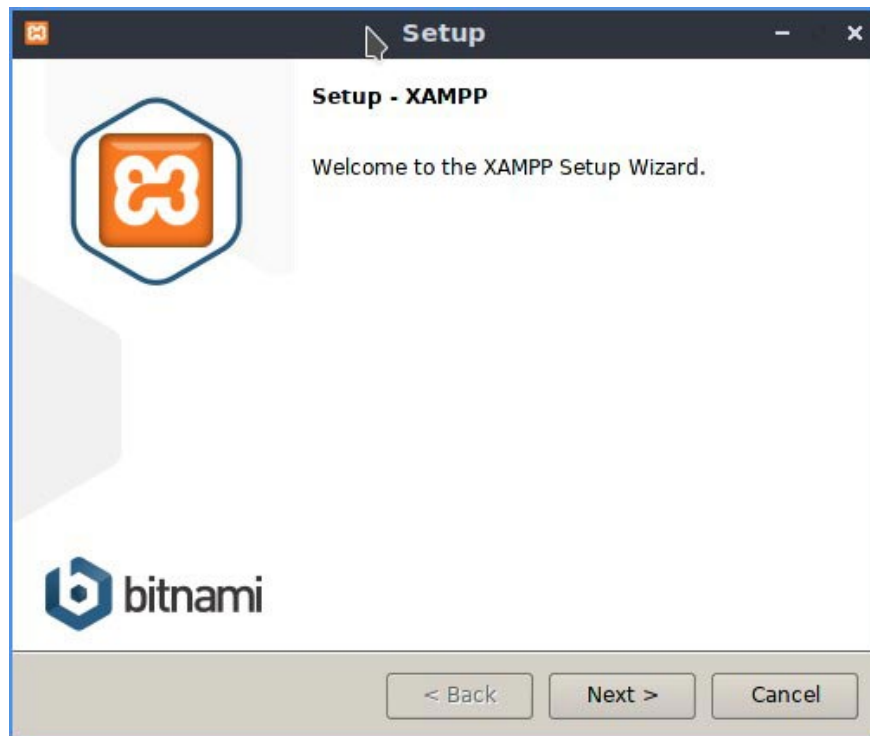 Setup
Setup - XAMPP
Welcome to the XAMPP Setup Wizard.
bitnami
< Back
Next >
Cancel